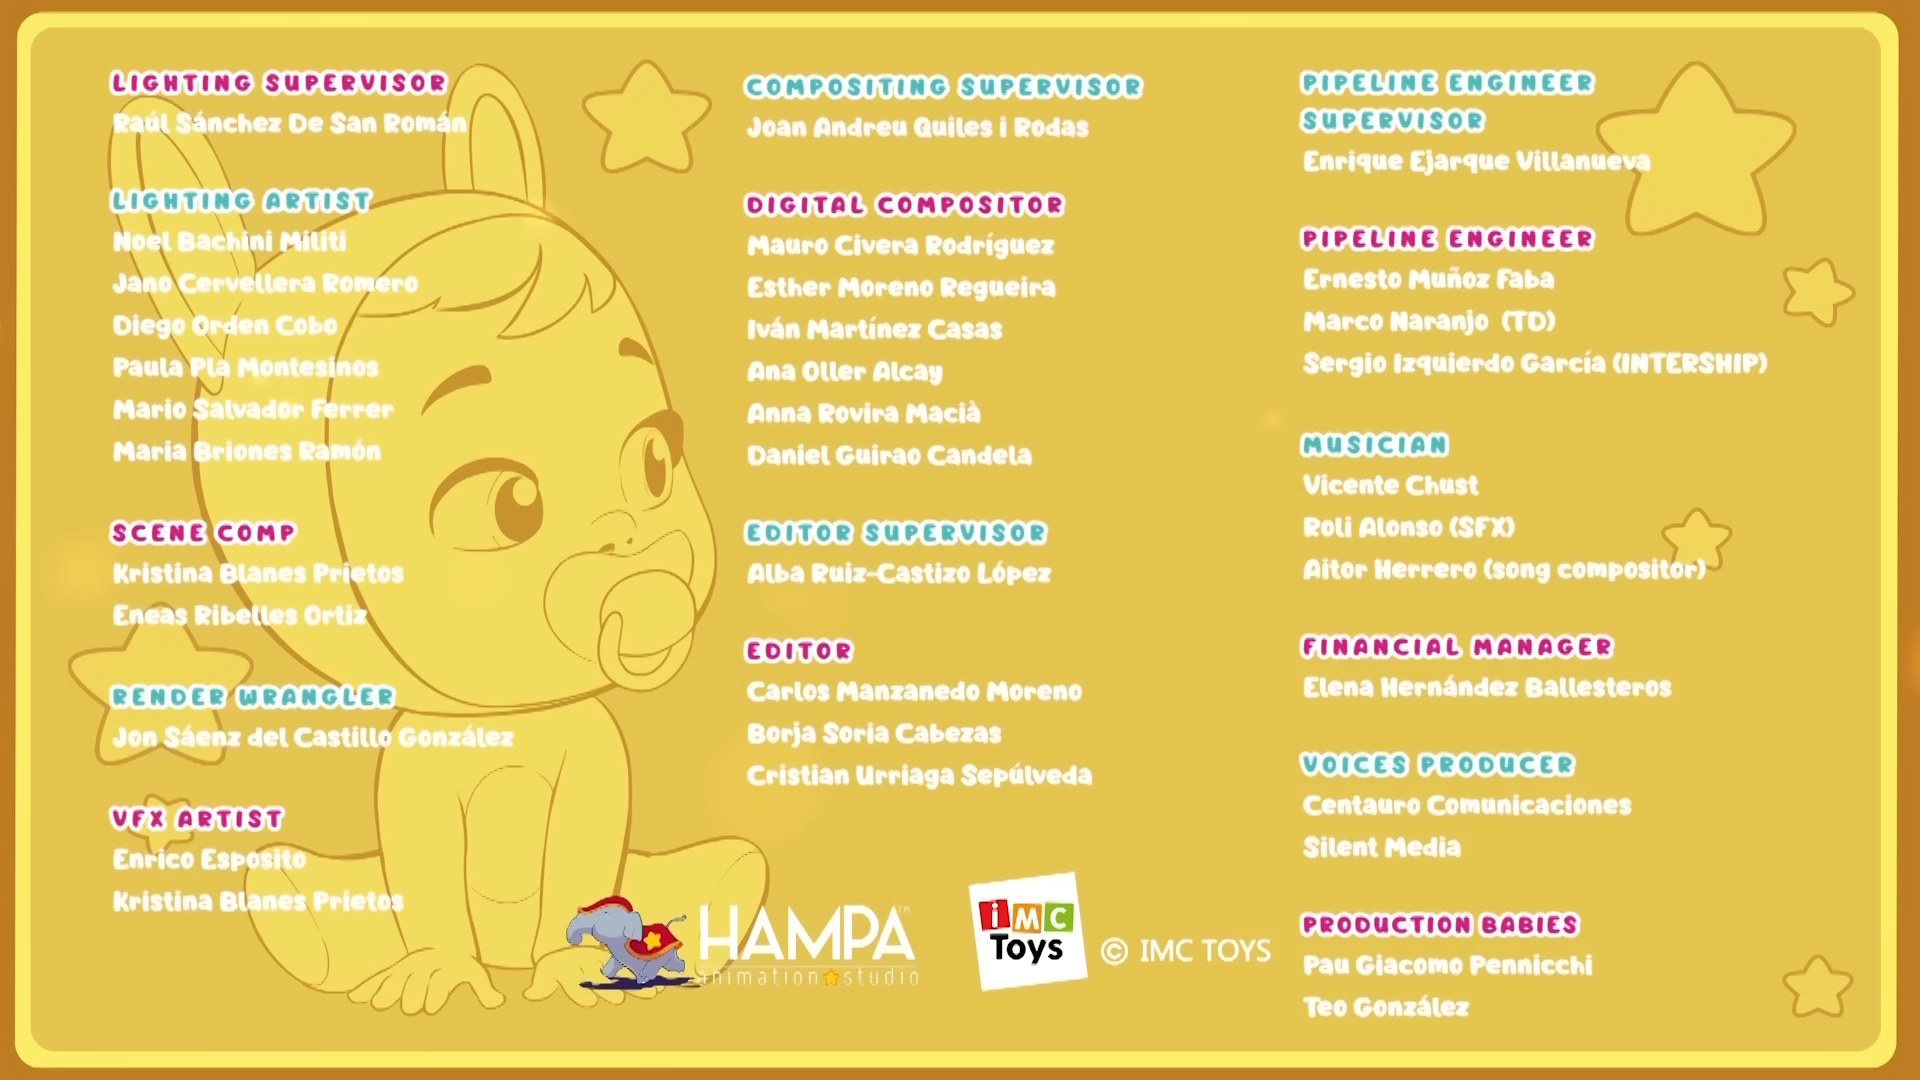 LIGHTING SUPERVISOR
Raúl Sánchez De San Román
LIGHTING ARTIST
Noel Bachini Militi
Jano Cervellera Romero
Diego Orden Cobo
Paula Pla Montesinos
Mario Salvador Ferrer
Maria Briones Ramón
SCENE COMP
Kristina Blanes Prietos
Eneas Ribelles Ortiz
RENDER WRANGLER
Jon Sáenz del Castillo González
VFX ARTIST
Enrico Esposito
Kristina Blanes Prietos
COMPOSITING SUPERVISOR
Joan Andreu Quiles i Rodas
DIGITAL COMPOSITOR
Mauro Civera Rodríguez
Esther Moreno Regueira
Iván Martínez Casas
Ana Oller Alcay
Anna Rovira Macià
Daniel Guirao Candela
EDITOR SUPERVISOR
Alba Ruiz-Castizo López
EDITOR
Carlos Manzanedo Moreno
Borja Soria Cabezas
Cristian Urriaga Sepúlveda
HAMPA™
animation studio
iMC
Toys
© IMC TOYS
PIPELINE ENGINEER
SUPERVISOR
Enrique Ejarque Villanueva
PIPELINE ENGINEER
Ernesto Muñoz Faba
Marco Naranjo (TD)
Sergio Izquierdo García (INTERSHIP)
MUSICIAN
Vicente Chust
Roli Alonso (SFX)
Aitor Herrero (song compositor)
FINANCIAL MANAGER
Elena Hernández Ballesteros
VOICES PRODUCER
Centauro Comunicaciones
Silent Media
PRODUCTION BABIES
Pau Giacomo Pennicchi
Teo González